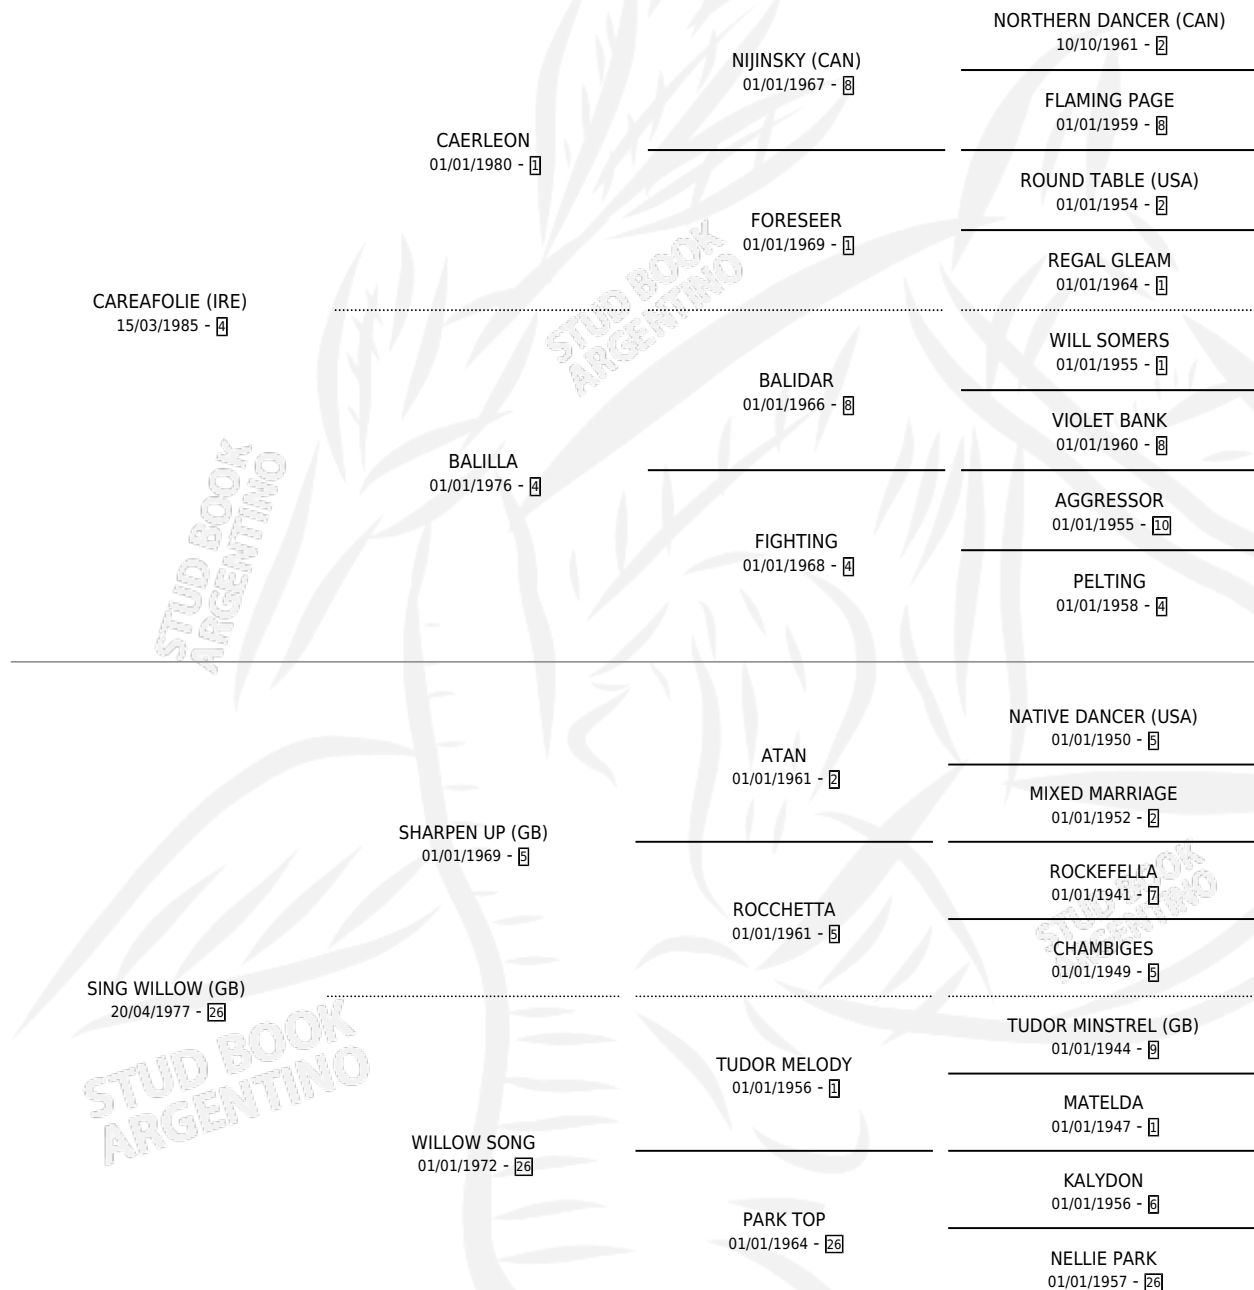 NORTHERN DANCER (CAN)
10/10/1961 - 2
NIJINSKY (CAN)
01/01/1967 - 8
FLAMING PAGE
01/01/1959 - 8
CAERLEON
01/01/1980 - 1
ROUND TABLE (USA)
01/01/1954 - 2
FORESEER
01/01/1969 - 1
REGAL GLEAM
01/01/1964 - 1
CAREAFOLIE (IRE)
15/03/1985 - 4
WILL SOMERS
01/01/1955 - 1
BALIDAR
01/01/1966 - 8
VIOLET BANK
01/01/1960 - 8
BALILLA
01/01/1976 - 4
AGGRESSOR
01/01/1955 - 10
FIGHTING
01/01/1968 - 4
PELTING
01/01/1958 - 4
NATIVE DANCER (USA)
01/01/1950 - 5
ATAN
01/01/1961 - 2
MIXED MARRIAGE
01/01/1952 - 2
SHARPEN UP (GB)
01/01/1969 - 5
ROCKEFELLA
01/01/1941 - 7
ROCCHETTA
01/01/1961 - 5
CHAMBIGES
01/01/1949 - 5
SING WILLOW (GB)
20/04/1977 - 26
TUDOR MINSTREL (GB)
01/01/1944 - 9
TUDOR MELODY
01/01/1956 - 1
MATELDA
01/01/1947 - 1
WILLOW SONG
01/01/1972 - 26
KALYDON
01/01/1956 - 6
PARK TOP
01/01/1964 - 26
NELLIE PARK
01/01/1957 - 26
STUD BOOK
ARGENTINO
STUD BOOK
ARGENTINO
STUD BOOK
ARGENTINO
STUD BOOK
ARGENTINO